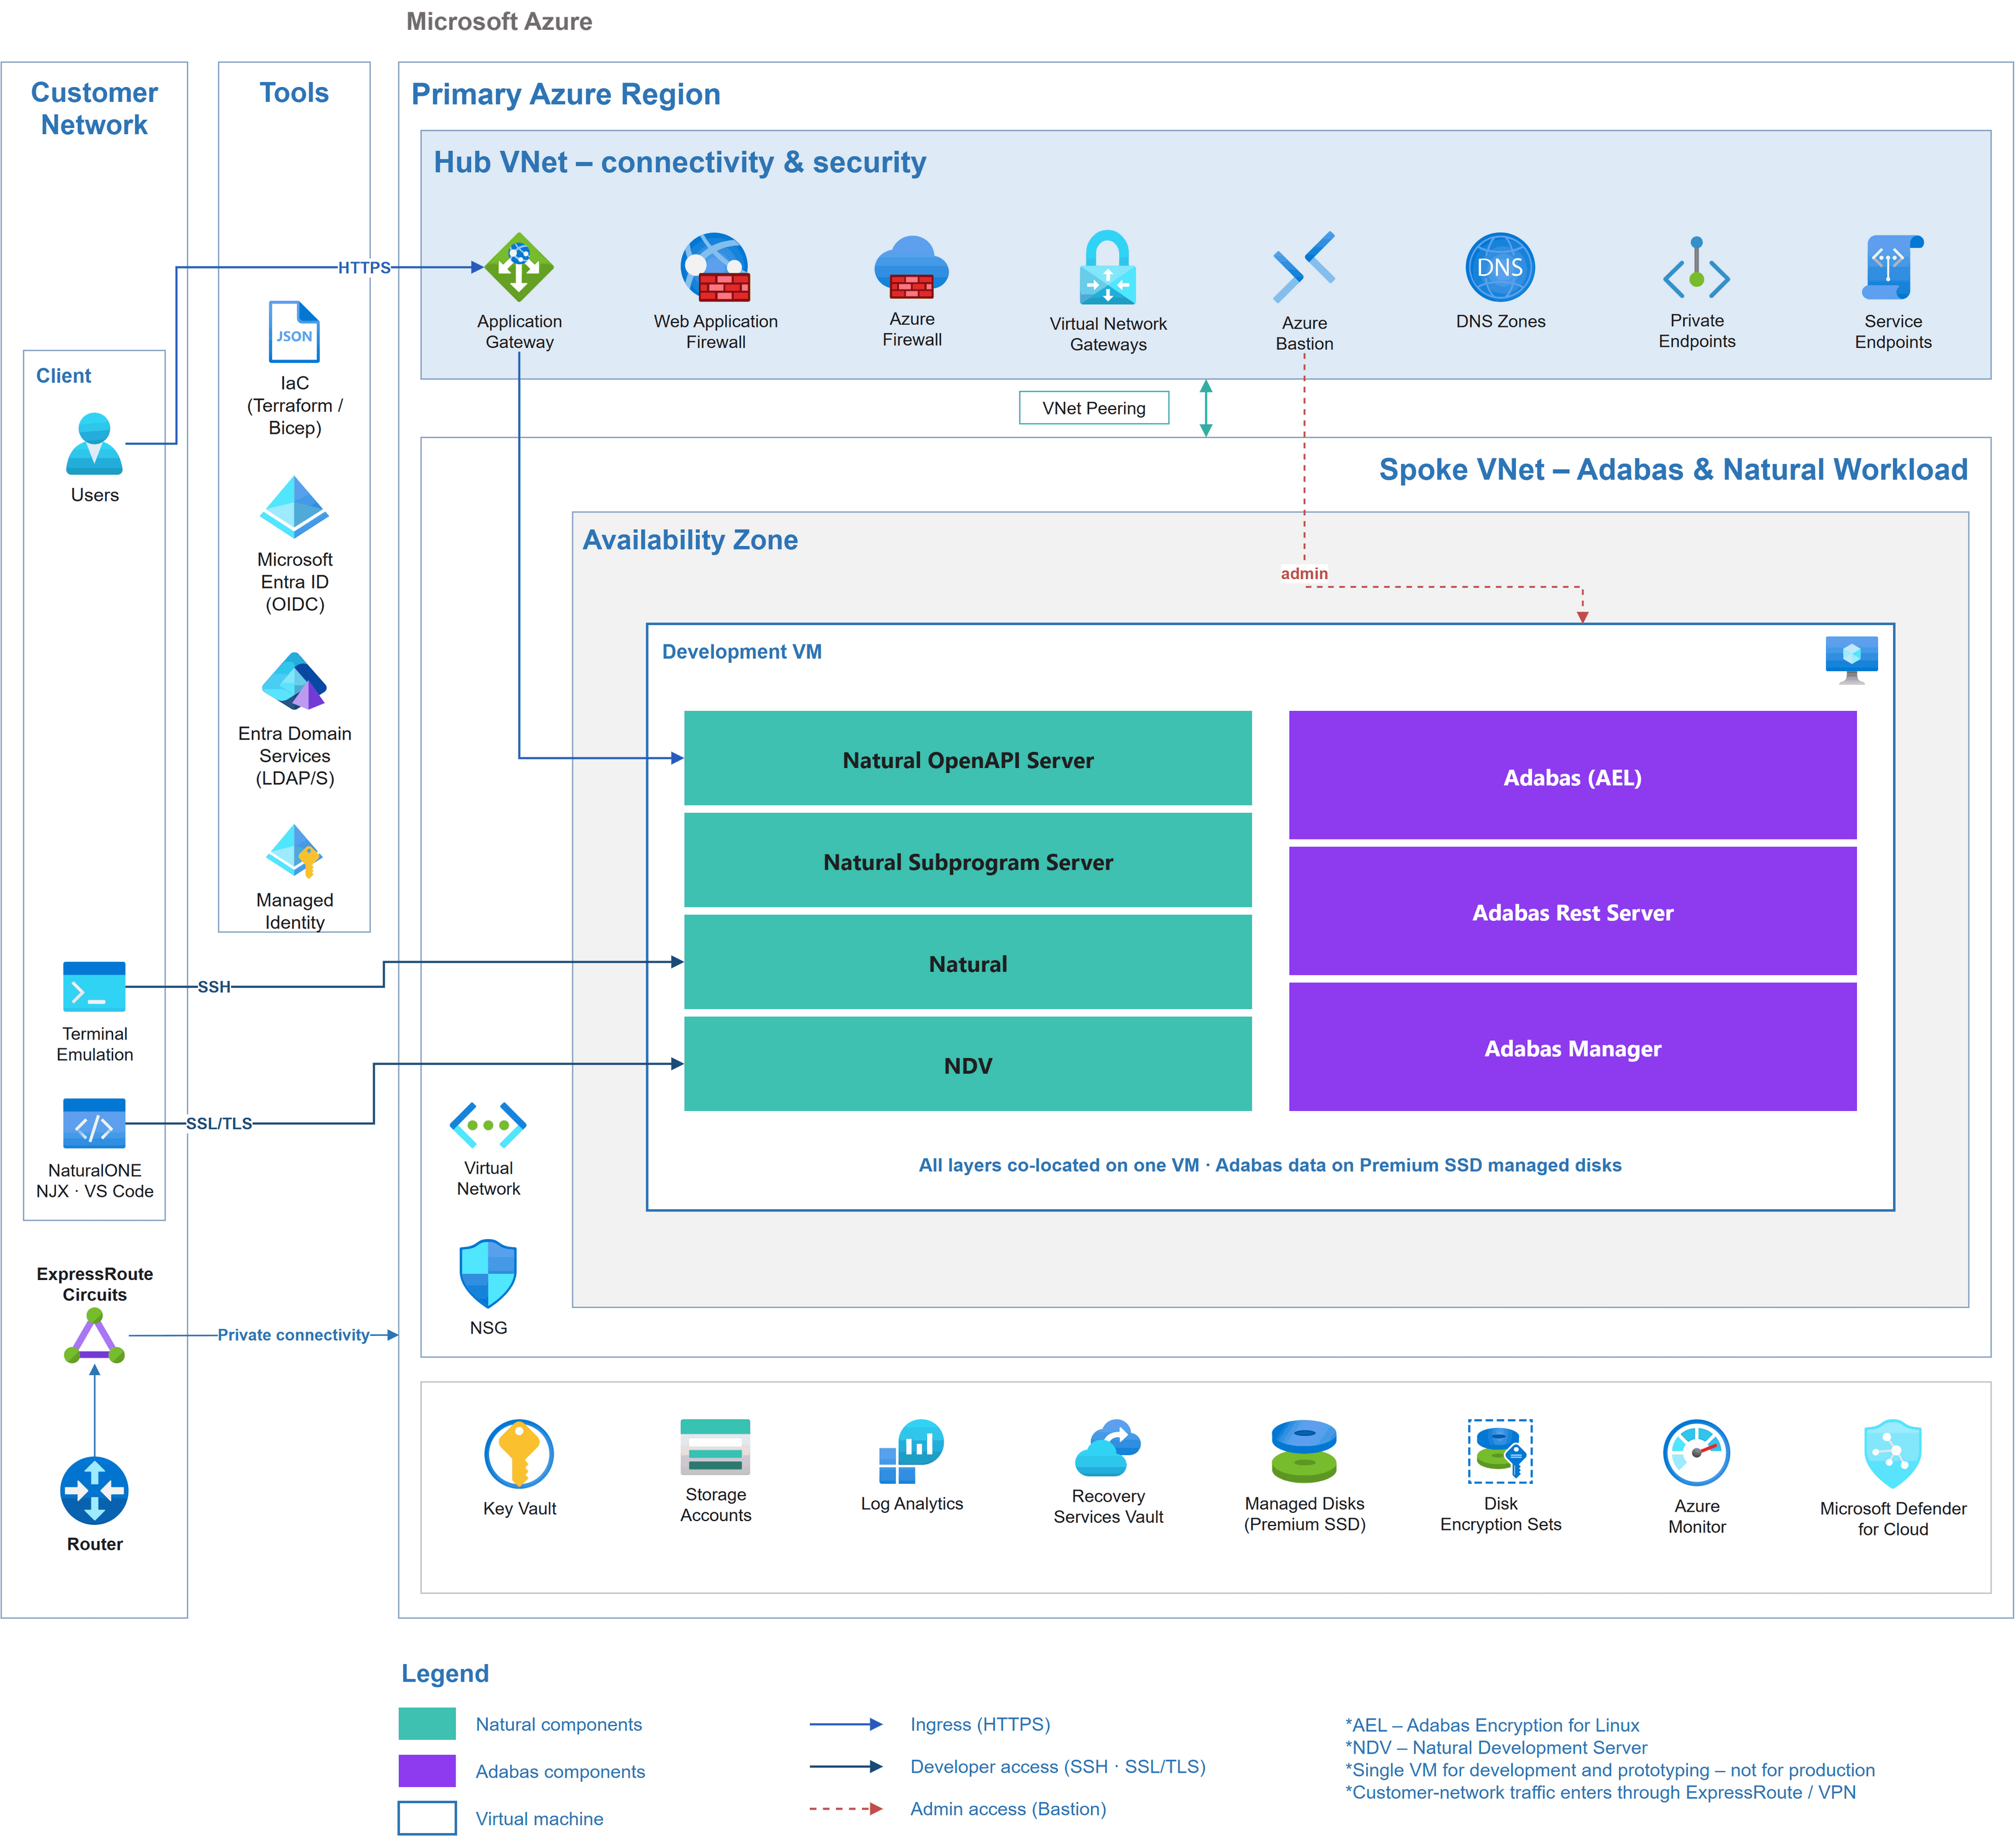 Microsoft Azure
Customer
Network
Tools
Primary Azure Region
Hub VNet – connectivity & security
HTTPS
Application
Gateway
Web Application
Firewall
Azure
Firewall
Virtual Network
Gateways
Azure
Bastion
DNS
DNS Zones
Private
Endpoints
Service
Endpoints
JSON
IaC
(Terraform /
Bicep)
Microsoft
Entra ID
(OIDC)
Entra Domain
Services
(LDAP/S)
Managed
Identity
Client
Users
Terminal
Emulation
NaturalONE
NJX · VS Code
SSH
SSL/TLS
ExpressRoute
Circuits
Private connectivity
Router
VNet Peering
Spoke VNet – Adabas & Natural Workload
Availability Zone
admin
Development VM
Natural OpenAPI Server
Natural Subprogram Server
Natural
NDV
Adabas (AEL)
Adabas Rest Server
Adabas Manager
All layers co-located on one VM · Adabas data on Premium SSD managed disks
Virtual
Network
NSG
Key Vault
Storage
Accounts
Log Analytics
Recovery
Services Vault
Managed Disks
(Premium SSD)
Disk
Encryption Sets
Azure
Monitor
Microsoft Defender
for Cloud
Legend
Natural components
Adabas components
Virtual machine
Ingress (HTTPS)
Developer access (SSH · SSL/TLS)
Admin access (Bastion)
*AEL – Adabas Encryption for Linux
*NDV – Natural Development Server
*Single VM for development and prototyping – not for production
*Customer-network traffic enters through ExpressRoute / VPN